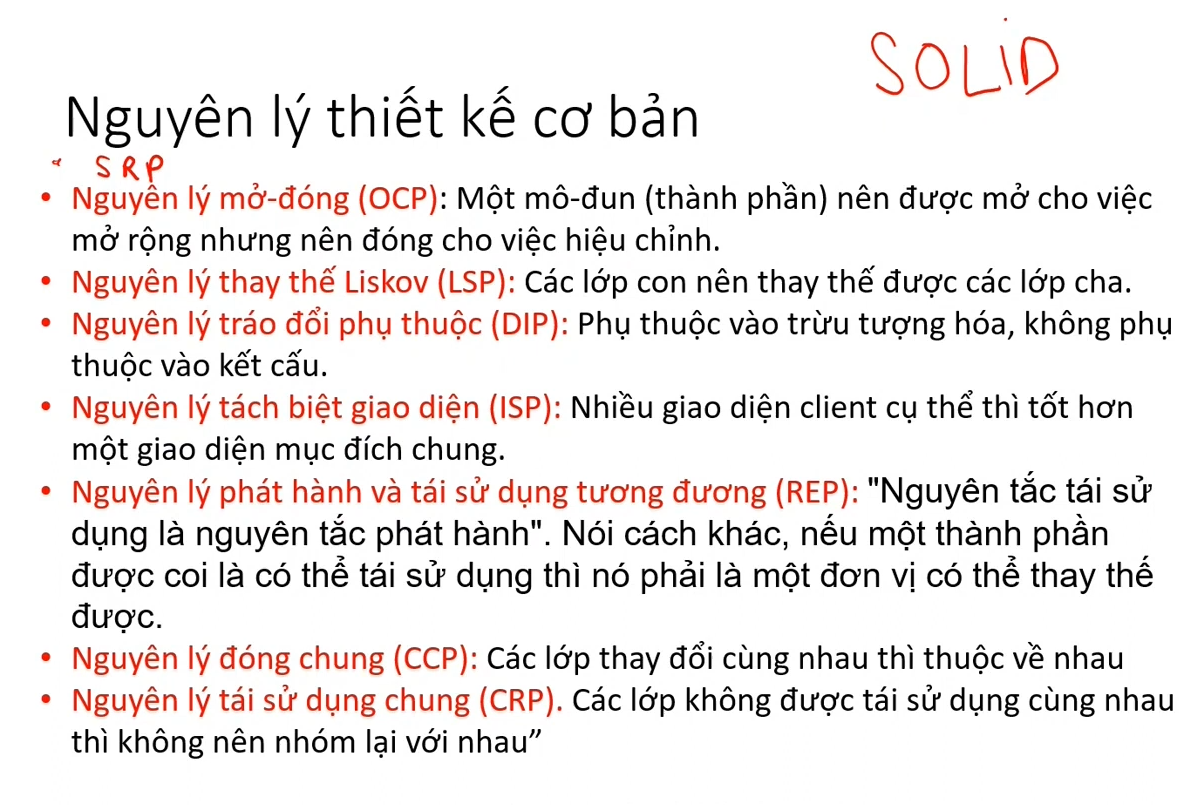 SOLID
Nguyên lý thiết kế cơ bản
• SRP
• Nguyên lý mở-đóng (OCP): Một mô-đun (thành phần) nên được mở cho việc
mở rộng nhưng nên đóng cho việc hiệu chỉnh.
• Nguyên lý thay thế Liskov (LSP): Các lớp con nên thay thế được các lớp cha.
• Nguyên lý tráo đổi phụ thuộc (DIP): Phụ thuộc vào trừu tượng hóa, không phụ
thuộc vào kết cấu.
• Nguyên lý tách biệt giao diện (ISP): Nhiều giao diện client cụ thể thì tốt hơn
một giao diện mục đích chung.
• Nguyên lý phát hành và tái sử dụng tương đương (REP): "Nguyên tắc tái sử
dụng là nguyên tắc phát hành". Nói cách khác, nếu một thành phần
được coi là có thể tái sử dụng thì nó phải là một đơn vị có thể thay thế
được.
• Nguyên lý đóng chung (CCP): Các lớp thay đổi cùng nhau thì thuộc về nhau
• Nguyên lý tái sử dụng chung (CRP). Các lớp không được tái sử dụng cùng nhau
thì không nên nhóm lại với nhau”